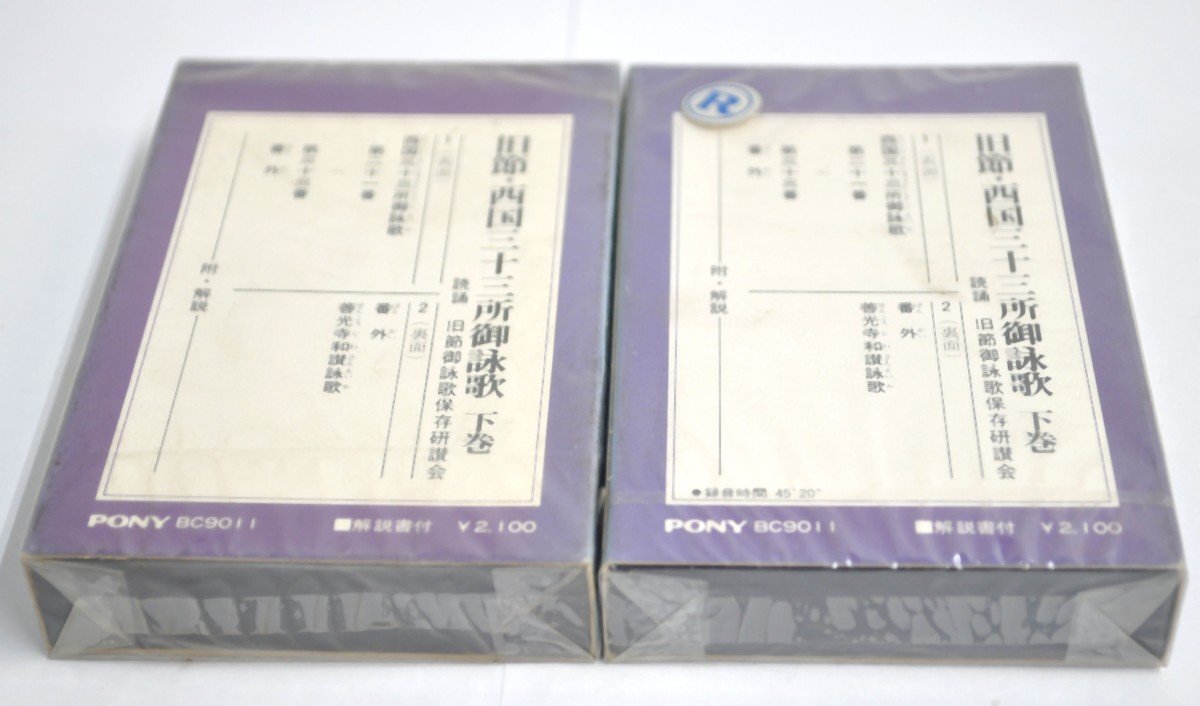 旧節・西国三十三所御詠歌 下巻
読誦 旧節御詠歌保存研讃会
1(表面)
西国三十三所御詠歌
第二十一番
~
第三十三番
番外
2(裏面)
番外
善光寺和讃詠歌
附・解説
PONY BC9011 ■解説書付 ¥2,100
R
旧節・西国三十三所御詠歌 下巻
読誦 旧節御詠歌保存研讃会
1(表面)
西国三十三所御詠歌
第二十一番
~
第三十三番
番外
2(裏面)
番外
善光寺和讃詠歌
附・解説
●録音時間 45'20"
PONY BC9011 ■解説書付 ¥2,100